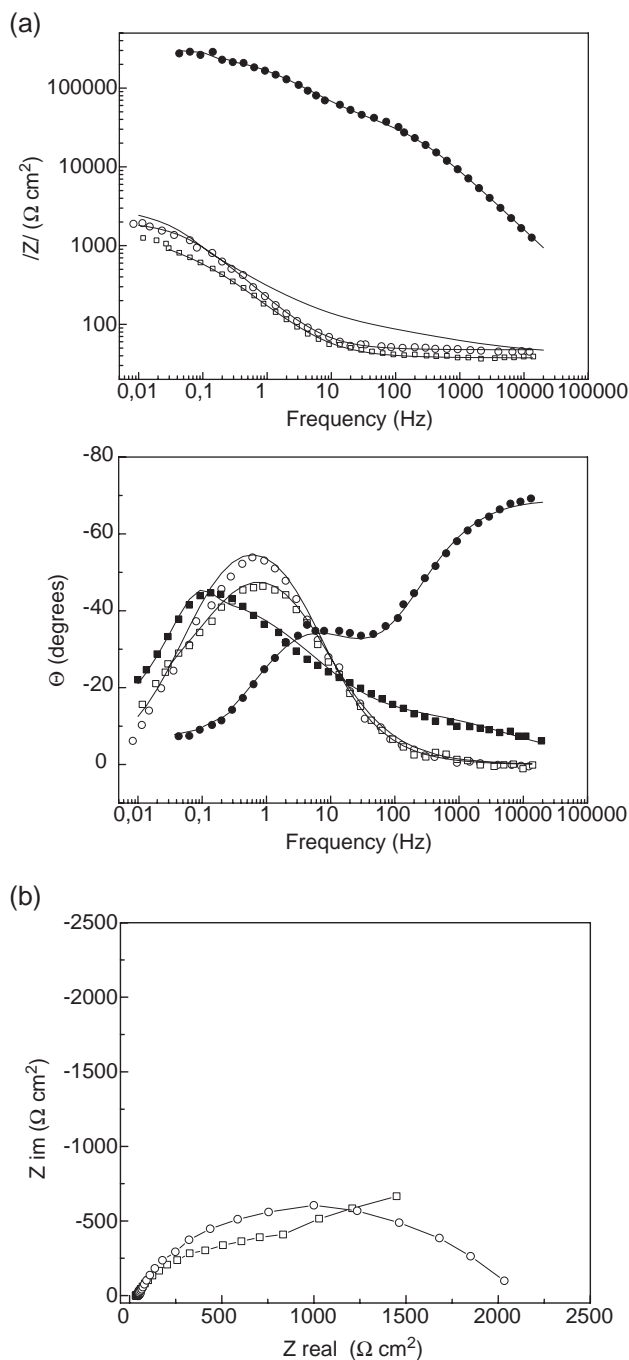 (a)
100000
10000
1000
100
/Z/ (Ω cm²)
0,01 0,1 1 10 100 1000 10000 100000
Frequency (Hz)
-80
-60
-40
-20
0
Θ (degrees)
0,01 0,1 1 10 100 1000 10000 100000
Frequency (Hz)
(b)
-2500
-2000
-1500
-1000
-500
0
Z im (Ω cm²)
0 500 1000 1500 2000 2500
Z real (Ω cm²)